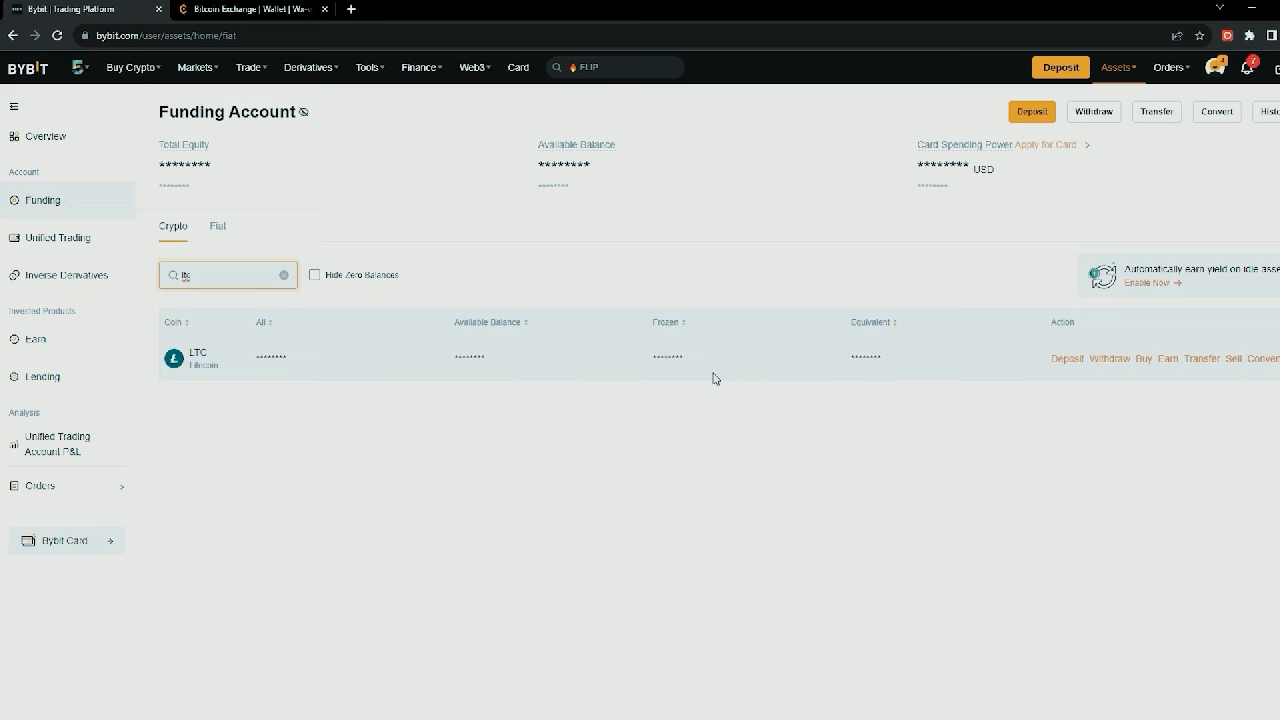 Bybit | Trading Platform
Bitcoin Exchange | Wallet | Wa
bybit.com/user/assets/home/fiat
BYBIT Buy Crypto Markets Trade Derivatives Tools Finance Web3 FLIP Deposit Assets Orders 4
Funding Account
Deposit Withdraw Transfer Convert Histo
Overview
Total Equity Available Balance Card Spending Power Apply for Card >
******** ******** ******** USD
******** ******** ********
Account
Funding
Crypto Fiat
Unified Trading
ltc Hide Zero Balances
Automatically earn yield on idle asse
Enable Now →
Inverse Derivatives
Invested Products
Coin All Available Balance Frozen Equivalent Action
Earn
LTC ******** ******** ******** ******** Deposit Withdraw Buy Earn Transfer Sell Conver
Litecoin
Lending
Analysis
Unified Trading
Account P&L
Orders >
Bybit Card →